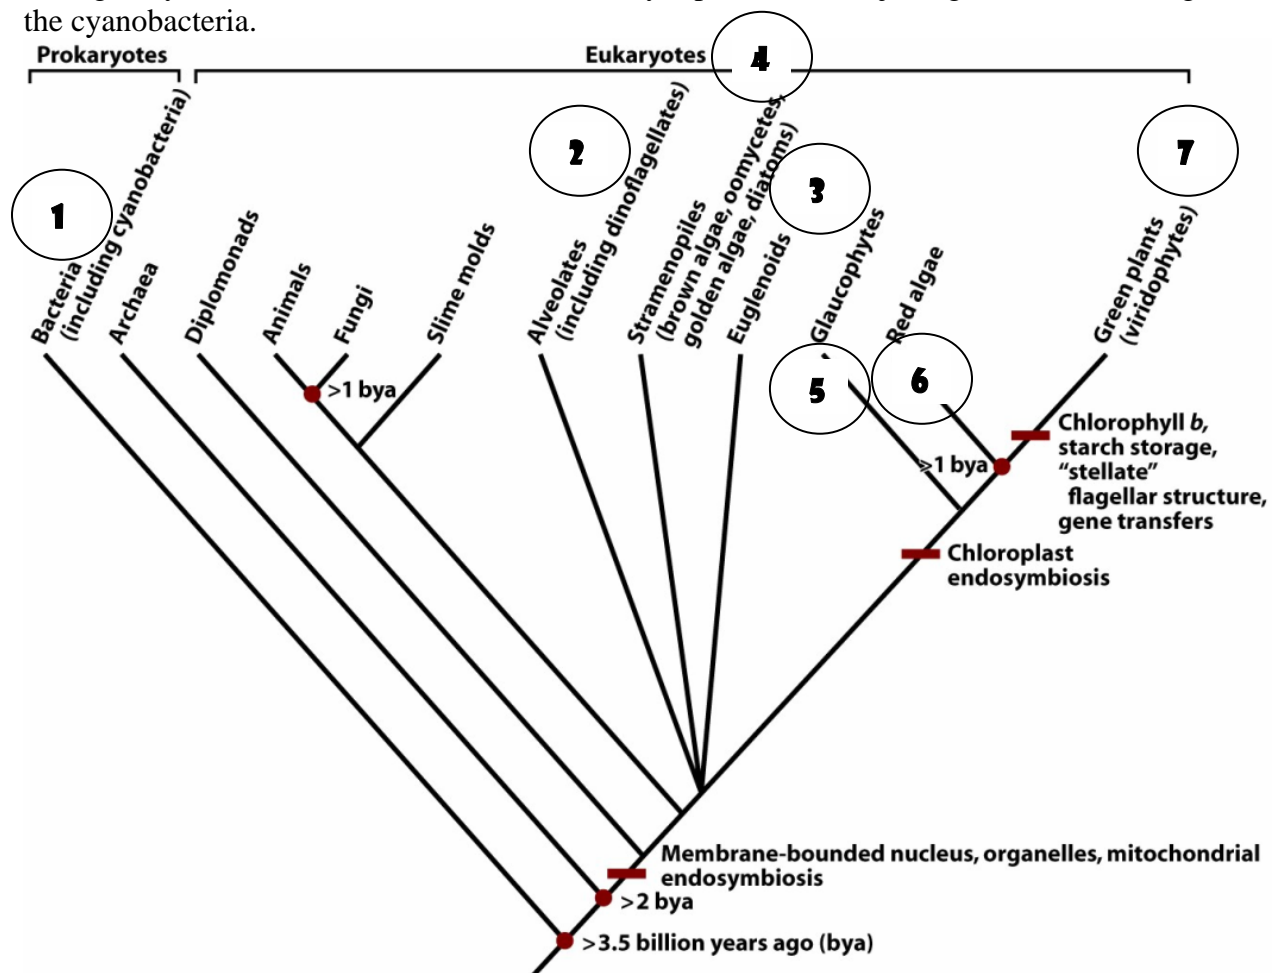 the cyanobacteria.
Prokaryotes
Eukaryotes
4
2
7
1
3
Bacteria
(including cyanobacteria)
Archaea
Diplomonads
Animals
Fungi
Slime molds
Alveolates
(including dinoflagellates)
Stramenopiles
(brown algae, oomycetes,
golden algae, diatoms)
Euglenoids
Glaucophytes
Red algae
Green plants
(viridophytes)
5
6
>1 bya
>1 bya
Chlorophyll b,
starch storage,
“stellate”
flagellar structure,
gene transfers
Chloroplast
endosymbiosis
Membrane-bounded nucleus, organelles, mitochondrial
endosymbiosis
>2 bya
>3.5 billion years ago (bya)